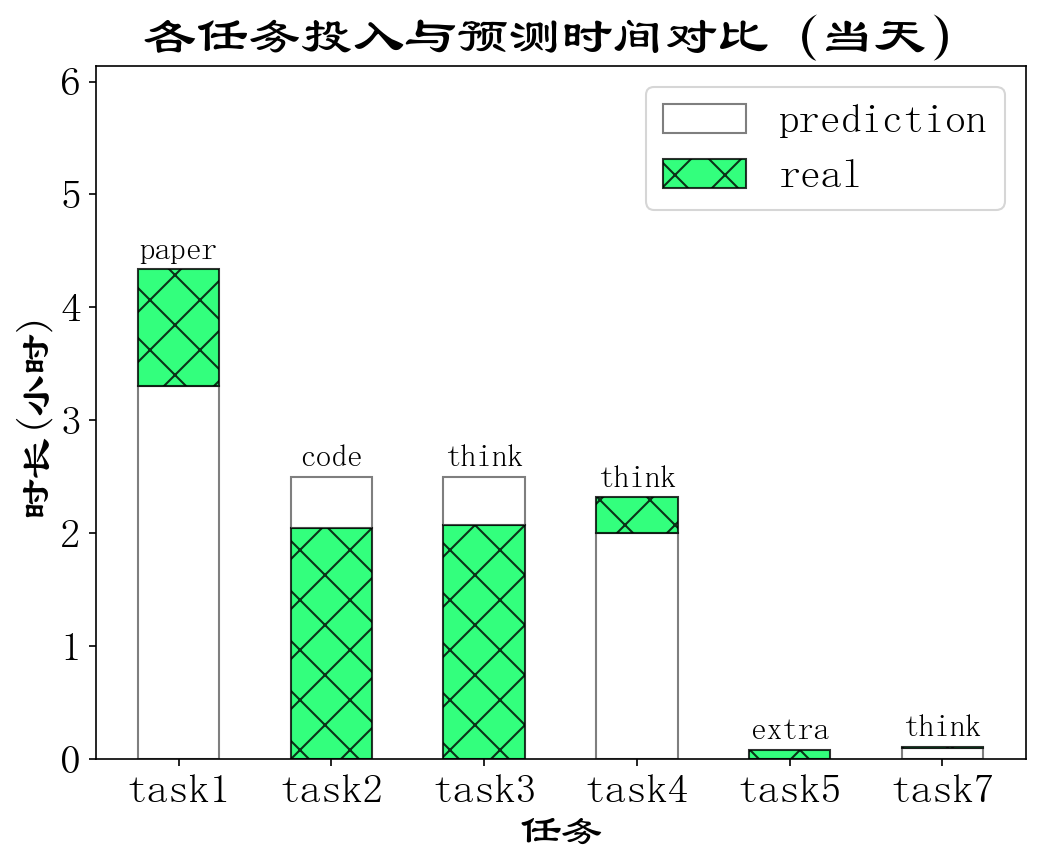 各任务投入与预测时间对比 (当天)
prediction
real
时长(小时)
6
5
4
3
2
1
0
paper
code
think
think
extra
think
task1 task2 task3 task4 task5 task7
任务